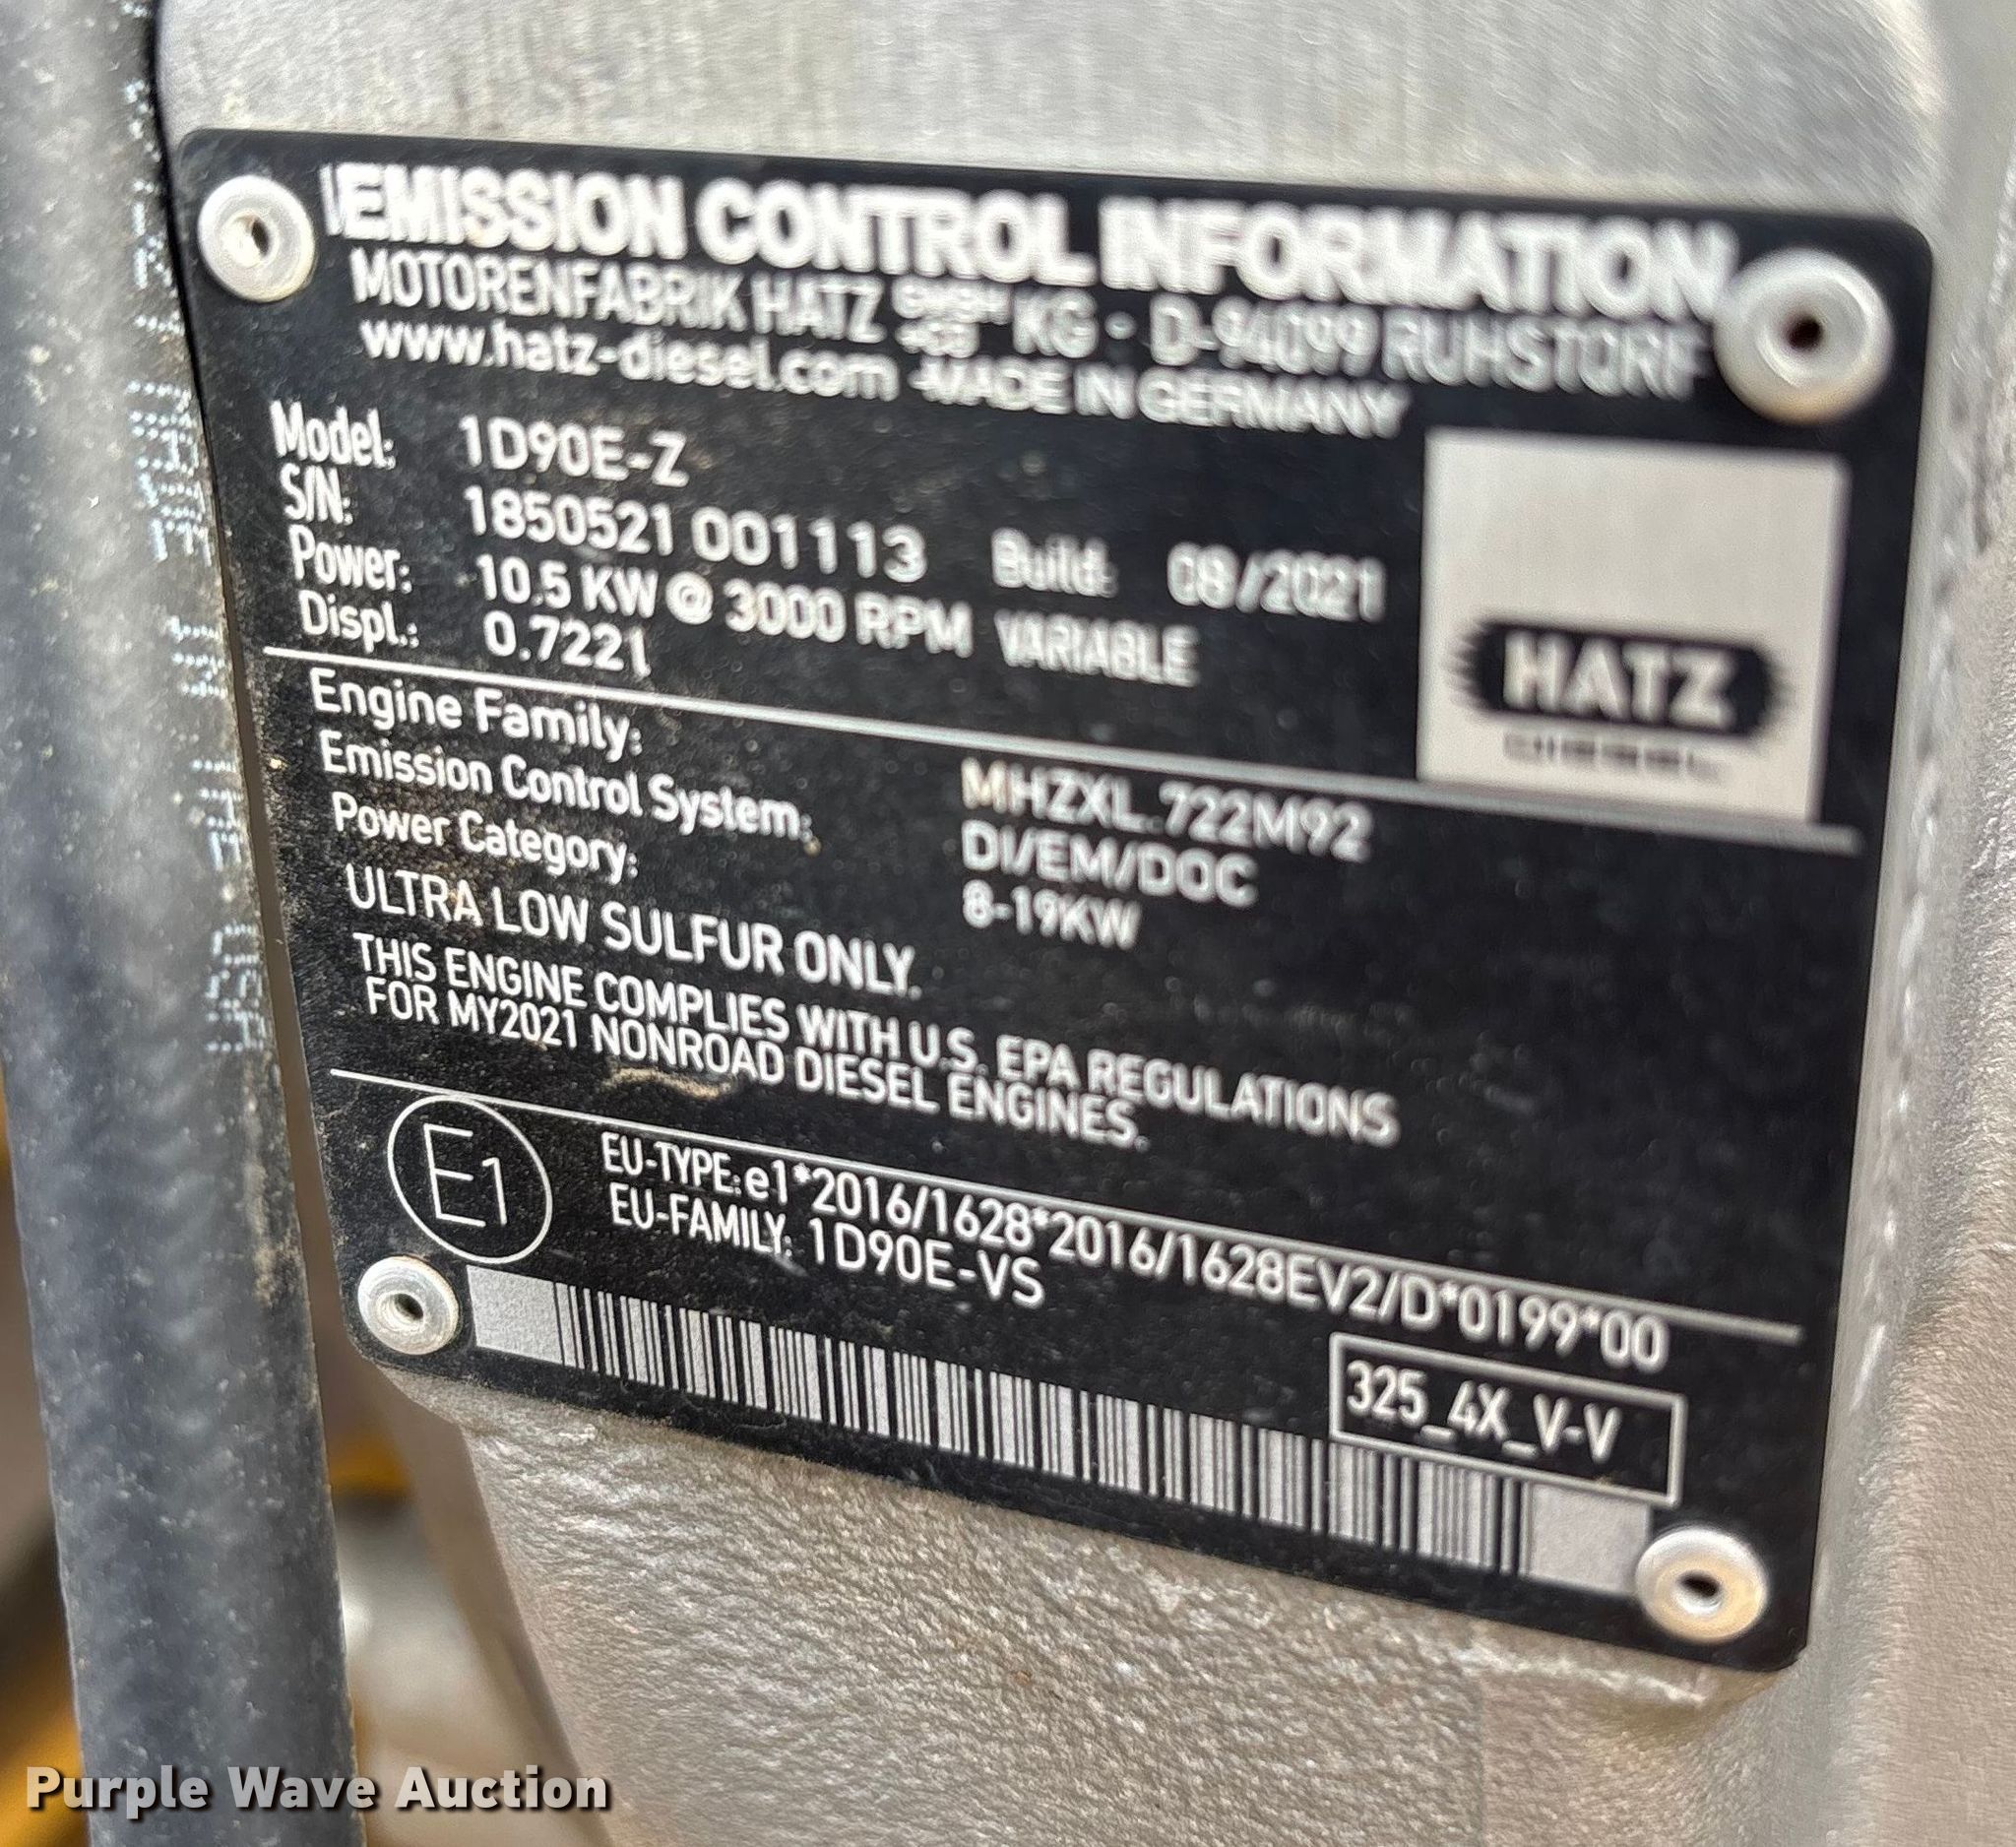 EMISSION CONTROL INFORMATION
MOTORENFABRIK HATZ GMBH +CO KG · D-94099 RUHSTORF
www.hatz-diesel.com -MADE IN GERMANY
Model: 1D90E-Z
S/N: 1850521 001113 Build: 08/2021
Power: 10.5 KW @ 3000 RPM VARIABLE
Displ.: 0.722l
HATZ
DIESEL
Engine Family: MHZXL.722M92
Emission Control System: DI/EM/DOC
Power Category: 8-19KW
ULTRA LOW SULFUR ONLY.
THIS ENGINE COMPLIES WITH U.S. EPA REGULATIONS
FOR MY2021 NONROAD DIESEL ENGINES.
E1
EU-TYPE:e1*2016/1628*2016/1628EV2/D*0199*00
EU-FAMILY: 1D90E-VS
325_4X_V-V
Purple Wave Auction